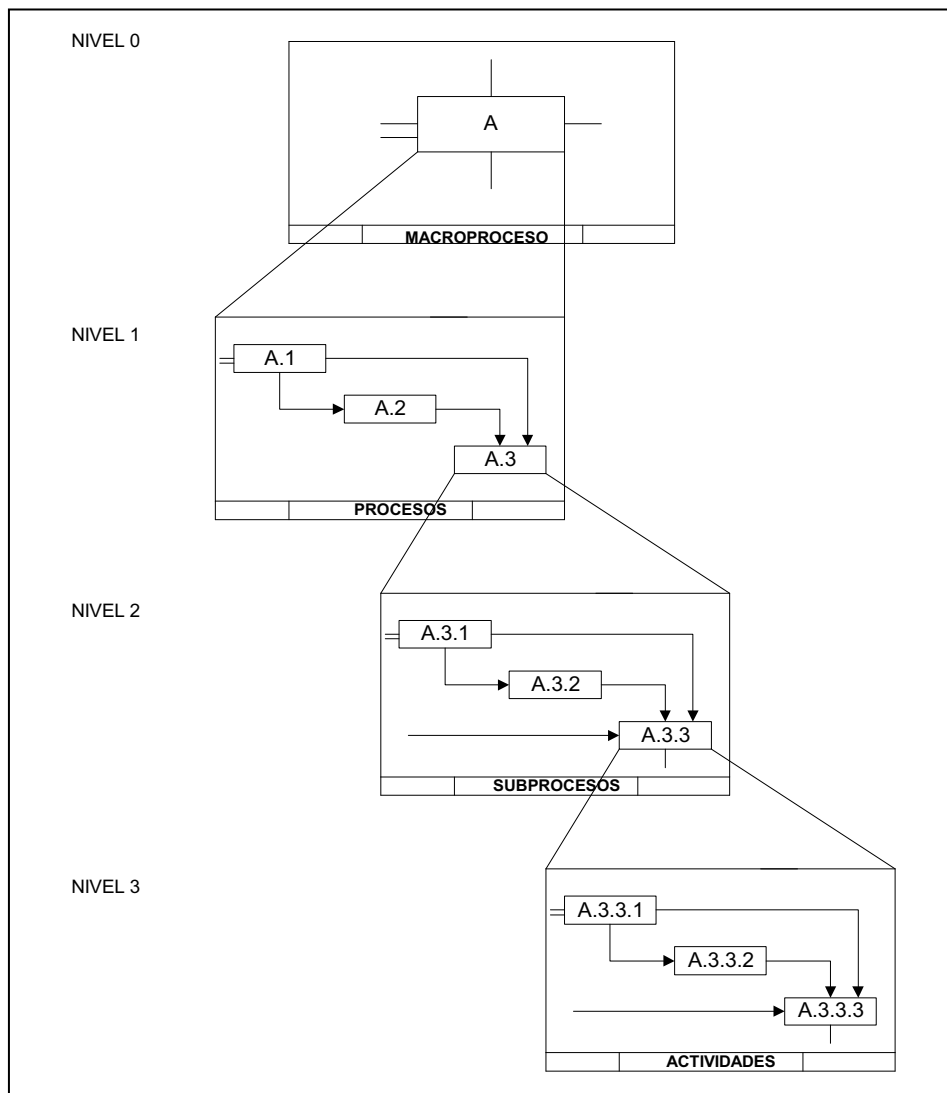 NIVEL 0
A
MACROPROCESO
NIVEL 1
A.1
A.2
A.3
PROCESOS
NIVEL 2
A.3.1
A.3.2
A.3.3
SUBPROCESOS
NIVEL 3
A.3.3.1
A.3.3.2
A.3.3.3
ACTIVIDADES